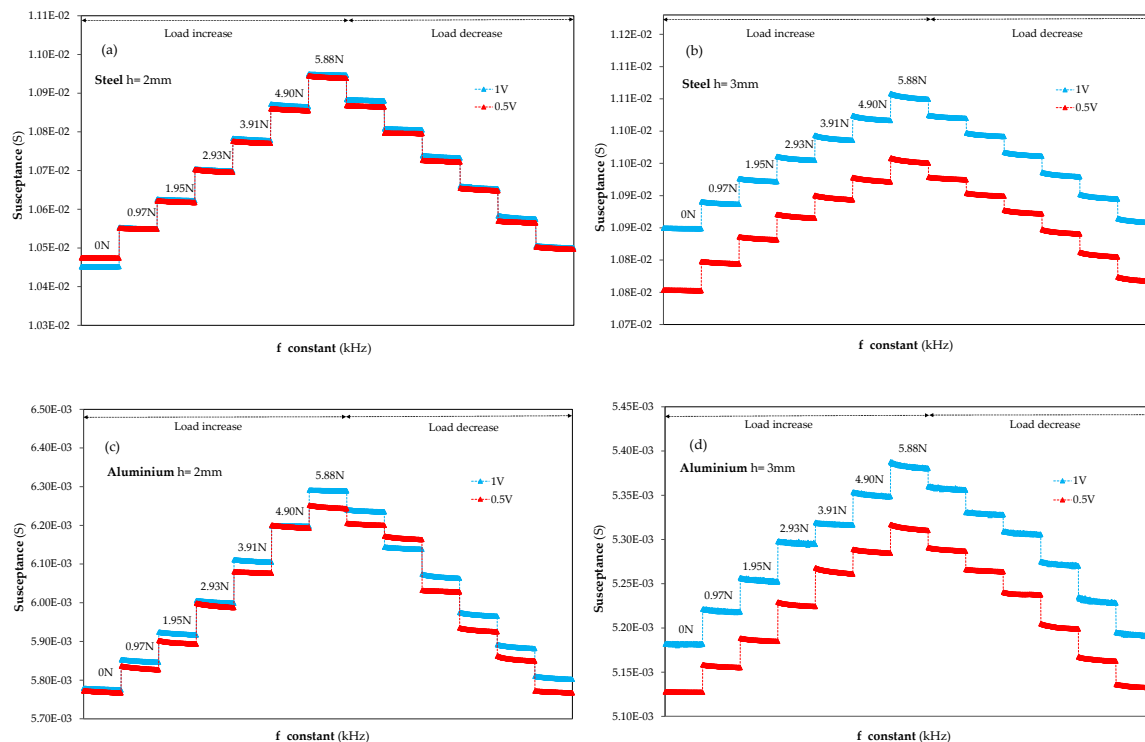 1.11E-02
1.10E-02
1.09E-02
1.08E-02
1.07E-02
1.06E-02
1.05E-02
1.04E-02
1.03E-02
Susceptance (S)
Load increase
Load decrease
(a)
Steel h= 2mm
0N
0.97N
1.95N
2.93N
3.91N
4.90N
5.88N
1V
0.5V
f constant (kHz)
1.12E-02
1.11E-02
1.11E-02
1.10E-02
1.10E-02
1.09E-02
1.09E-02
1.08E-02
1.08E-02
1.07E-02
Susceptance (S)
Load increase
Load decrease
(b)
Steel h= 3mm
0N
0.97N
1.95N
2.93N
3.91N
4.90N
5.88N
1V
0.5V
f constant (kHz)
6.50E-03
6.40E-03
6.30E-03
6.20E-03
6.10E-03
6.00E-03
5.90E-03
5.80E-03
5.70E-03
Susceptance (S)
Load increase
Load decrease
(c)
Aluminium h= 2mm
0N
0.97N
1.95N
2.93N
3.91N
4.90N
5.88N
1V
0.5V
f constant (kHz)
5.45E-03
5.40E-03
5.35E-03
5.30E-03
5.25E-03
5.20E-03
5.15E-03
5.10E-03
Susceptance (S)
Load increase
Load decrease
(d)
Aluminium h= 3mm
0N
0.97N
1.95N
2.93N
3.91N
4.90N
5.88N
1V
0.5V
f constant (kHz)